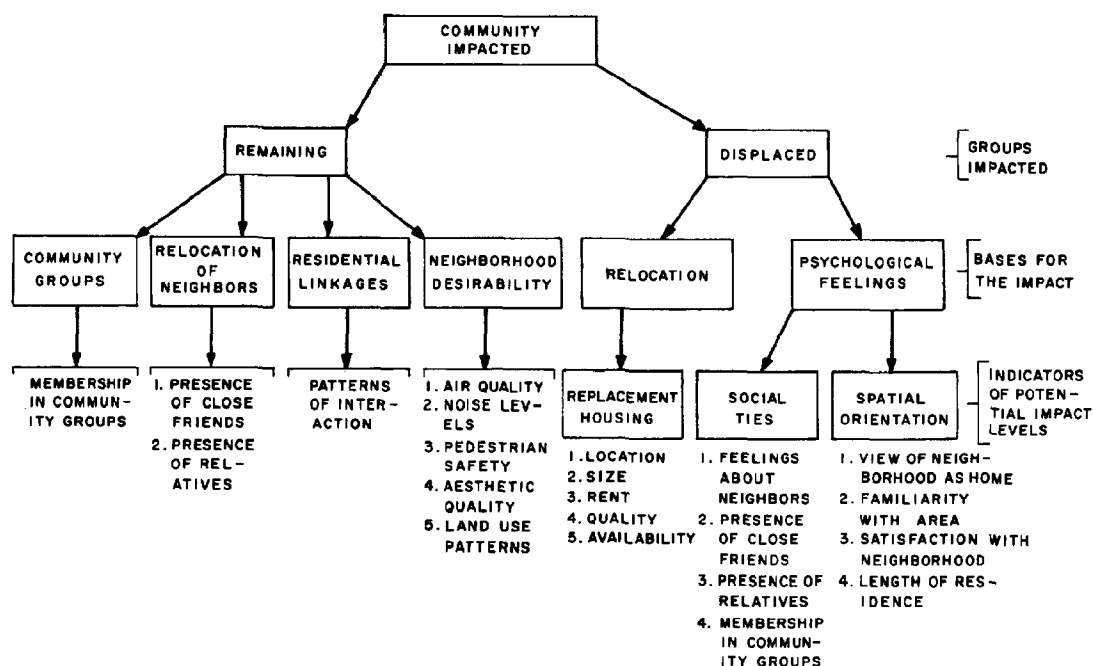 COMMUNITY
IMPACTED
REMAINING
DISPLACED
GROUPS
IMPACTED
COMMUNITY
GROUPS
RELOCATION
OF
NEIGHBORS
RESIDENTIAL
LINKAGES
NEIGHBORHOOD
DESIRABILITY
RELOCATION
PSYCHOLOGICAL
FEELINGS
BASES FOR
THE IMPACT
MEMBERSHIP
IN COMMUN-
ITY GROUPS
1. PRESENCE
OF CLOSE
FRIENDS
2. PRESENCE
OF REL-
ATIVES
PATTERNS
OF INTER-
ACTION
1. AIR QUALITY
2. NOISE LEV-
ELS
3. PEDESTRIAN
SAFETY
4. AESTHETIC
QUALITY
5. LAND USE
PATTERNS
REPLACEMENT
HOUSING
1. LOCATION
2. SIZE
3. RENT
4. QUALITY
5. AVAILABILITY
SOCIAL
TIES
1. FEELINGS
ABOUT
NEIGHBORS
2. PRESENCE
OF CLOSE
FRIENDS
3. PRESENCE OF
RELATIVES
4. MEMBERSHIP
IN COMMUN-
ITY GROUPS
SPATIAL
ORIENTATION
1. VIEW OF NEIGH-
BORHOOD AS HOME
2. FAMILIARITY
WITH AREA
3. SATISFACTION WITH
NEIGHBORHOOD
4. LENGTH OF RES-
IDENCE
INDICATORS
OF POTEN-
TIAL IMPACT
LEVELS